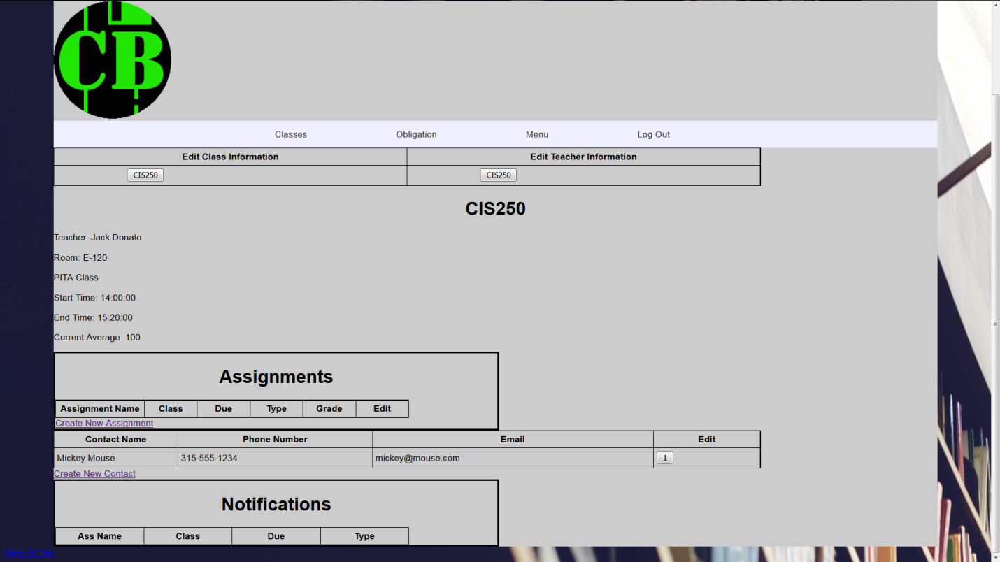 CB
Classes Obligation Menu Log Out
Edit Class Information Edit Teacher Information
CIS250 CIS250
CIS250
Teacher: Jack Donato
Room: E-120
PITA Class
Start Time: 14:00:00
End Time: 15:20:00
Current Average: 100
Assignments
Assignment Name Class Due Type Grade Edit
Create New Assignment
Contact Name Phone Number Email Edit
Mickey Mouse 315-555-1234 mickey@mouse.com 1
Create New Contact
Notifications
Ass Name Class Due Type
Back To Top